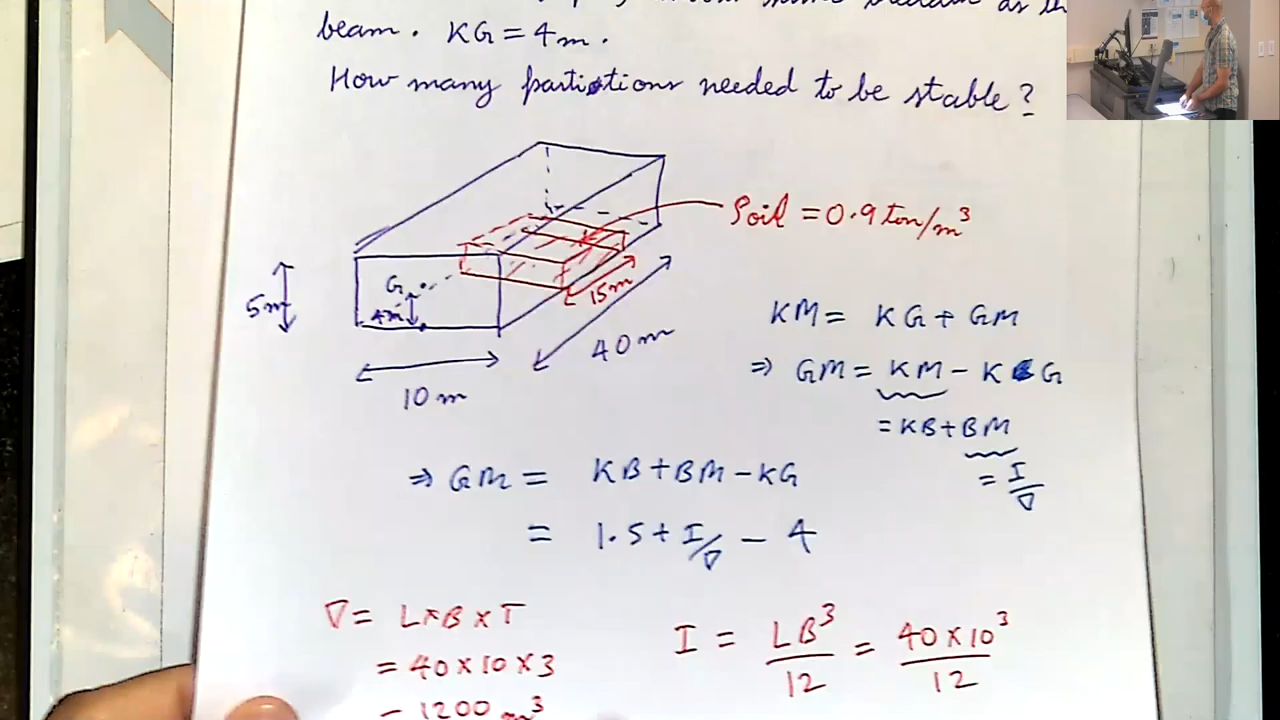 beam. KG = 4m.
How many partitions needed to be stable?
Soil = 0.9 ton/m³
G
4m
5m
15m
40m
10m
KM = KG + GM
⇒ GM = KM - KG
= KB + BM
= I/∇
⇒ GM = KB + BM - KG
= 1.5 + I/∇ - 4
∇ = L×B×T
= 40 × 10 × 3
= 1200 m³
I = LB³/12 = 40×10³/12